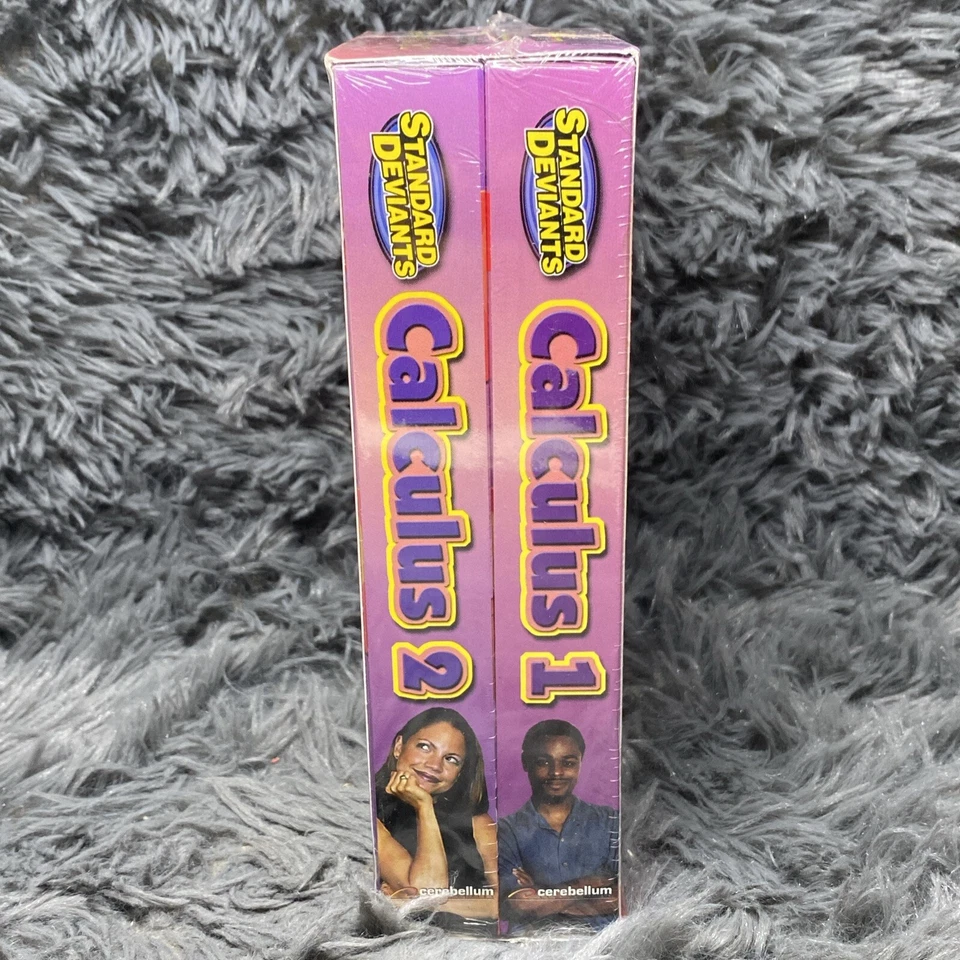 STANDARD
DEVIANTS
Calculus 2
cerebellum
STANDARD
DEVIANTS
Calculus 1
cerebellum